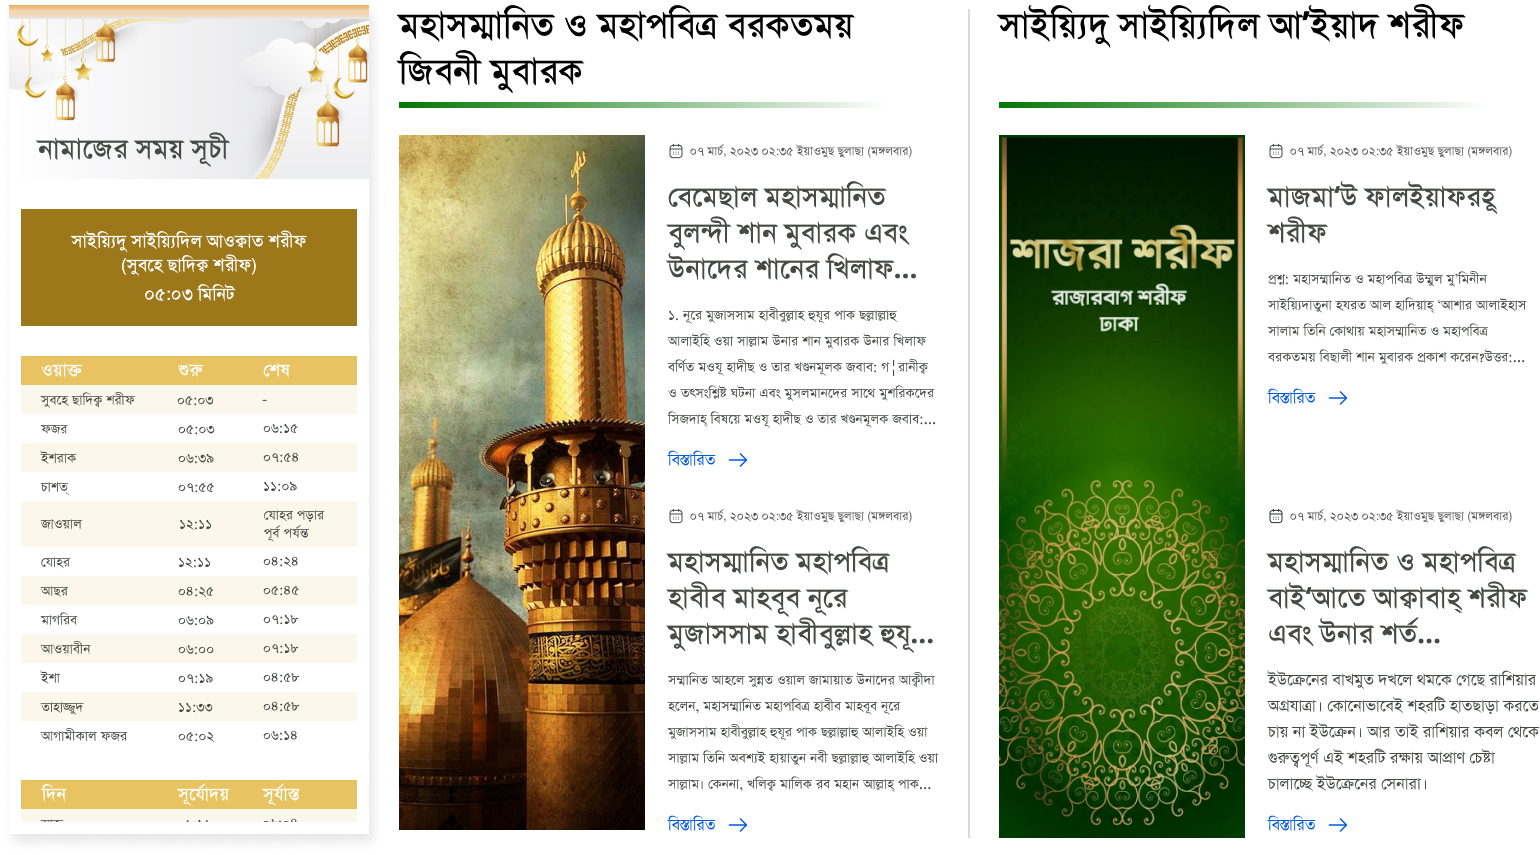 নামাজের সময় সূচী
সাইয়্যিদু সাইয়্যিদিল আওক্বাত শরীফ
(সুবহে ছাদিক্ব শরীফ)
০৫:০৩ মিনিট
ওয়াক্ত শুরু শেষ
সুবহে ছাদিক্ব শরীফ ০৫:০৩ -
ফজর ০৫:০৩ ০৬:১৫
ইশরাক ০৬:৩৯ ০৭:৫৪
চাশত্ ০৭:৫৫ ১১:০৯
জাওয়াল ১২:১১ যোহর পড়ার
পূর্ব পর্যন্ত
যোহর ১২:১১ ০৪:২৪
আছর ০৪:২৫ ০৫:৪৫
মাগরিব ০৬:০৯ ০৭:১৮
আওয়াবীন ০৬:০০ ০৭:১৮
ইশা ০৭:১৯ ০৪:৫৮
তাহাজ্জুদ ১১:৩৩ ০৪:৫৮
আগামীকাল ফজর ০৫:০২ ০৬:১৪
দিন সূর্যোদয় সূর্যাস্ত
মহাসম্মানিত ও মহাপবিত্র বরকতময়
জিবনী মুবারক
০৭ মার্চ, ২০২৩ ০২:৩৫ ইয়াওমুছ ছুলাছা (মঙ্গলবার)
বেমেছাল মহাসম্মানিত
বুলন্দী শান মুবারক এবং
উনাদের শানের খিলাফ...
১. নূরে মুজাসসাম হাবীবুল্লাহ হুযূর পাক ছল্লাল্লাহু
আলাইহি ওয়া সাল্লাম উনার শান মুবারক উনার খিলাফ
বর্ণিত মওযূ হাদীছ ও তার খণ্ডনমূলক জবাব: গ¦রানীক্ব
ও তৎসংশ্লিষ্ট ঘটনা এবং মুসলমানদের সাথে মুশরিকদের
সিজদাহ্ বিষয়ে মওযূ হাদীছ ও তার খণ্ডনমূলক জবাব:...
বিস্তারিত
০৭ মার্চ, ২০২৩ ০২:৩৫ ইয়াওমুছ ছুলাছা (মঙ্গলবার)
মহাসম্মানিত মহাপবিত্র
হাবীব মাহবূব নূরে
মুজাসসাম হাবীবুল্লাহ হুযূ...
সম্মানিত আহলে সুন্নত ওয়াল জামায়াত উনাদের আক্বীদা
হলেন, মহাসম্মানিত মহাপবিত্র হাবীব মাহবূব নূরে
মুজাসসাম হাবীবুল্লাহ হুযূর পাক ছল্লাল্লাহু আলাইহি ওয়া
সাল্লাম তিনি অবশ্যই হায়াতুন নবী ছল্লাল্লাহু আলাইহি ওয়া
সাল্লাম। কেননা, খলিক্ব মালিক রব মহান আল্লাহ্ পাক...
বিস্তারিত
সাইয়্যিদু সাইয়্যিদিল আ’ইয়াদ শরীফ
শাজরা শরীফ
রাজারবাগ শরীফ
ঢাকা
০৭ মার্চ, ২০২৩ ০২:৩৫ ইয়াওমুছ ছুলাছা (মঙ্গলবার)
মাজমা‘উ ফালইয়াফরহূ
শরীফ
প্রশ্ন: মহাসম্মানিত ও মহাপবিত্র উম্মুল মু’মিনীন
সাইয়্যিদাতুনা হযরত আল হাদিয়াহ্ ‘আশার আলাইহাস
সালাম তিনি কোথায় মহাসম্মানিত ও মহাপবিত্র
বরকতময় বিছালী শান মুবারক প্রকাশ করেন?উত্তর:...
বিস্তারিত
০৭ মার্চ, ২০২৩ ০২:৩৫ ইয়াওমুছ ছুলাছা (মঙ্গলবার)
মহাসম্মানিত ও মহাপবিত্র
বাই‘আতে আক্বাবাহ্ শরীফ
এবং উনার শর্ত...
ইউক্রেনের বাখমুত দখলে থমকে গেছে রাশিয়ার
অগ্রযাত্রা। কোনোভাবেই শহরটি হাতছাড়া করতে
চায় না ইউক্রেন। আর তাই রাশিয়ার কবল থেকে
গুরুত্বপূর্ণ এই শহরটি রক্ষায় আপ্রাণ চেষ্টা
চালাচ্ছে ইউক্রেনের সেনারা।
বিস্তারিত